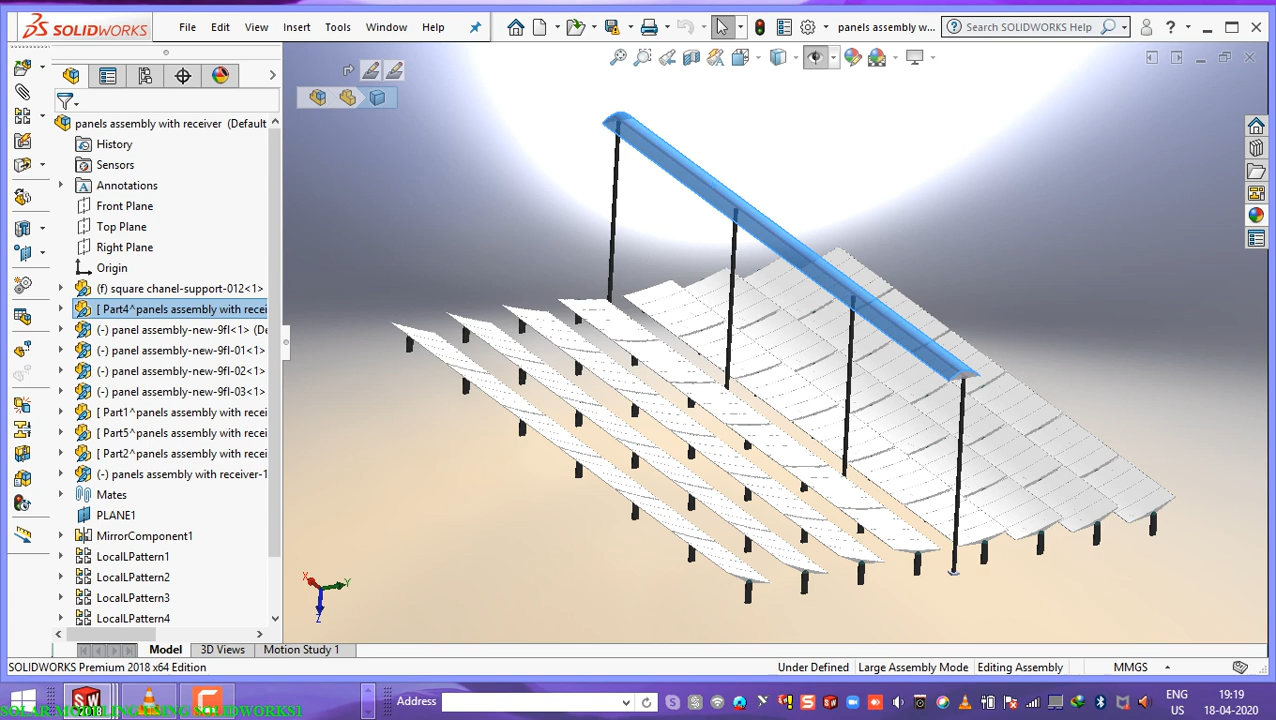 SOLIDWORKS File Edit View Insert Tools Window Help panels assembly w... Search SOLIDWORKS Help
panels assembly with receiver (Default
History
Sensors
Annotations
Front Plane
Top Plane
Right Plane
Origin
(f) square chanel-support-012<1>
[ Part4^panels assembly with recei
(-) panel assembly-new-9fl<1> (De
(-) panel assembly-new-9fl-01<1>
(-) panel assembly-new-9fl-02<1>
(-) panel assembly-new-9fl-03<1>
[ Part1^panels assembly with recei
[ Part5^panels assembly with recei
[ Part2^panels assembly with recei
(-) panels assembly with receiver-1
Mates
PLANE1
MirrorComponent1
LocalLPattern1
LocalLPattern2
LocalLPattern3
LocalLPattern4
X Y Z
Model 3D Views Motion Study 1
SOLIDWORKS Premium 2018 x64 Edition Under Defined Large Assembly Mode Editing Assembly MMGS
Address ENG 19:19
US 18-04-2020
SOLAR MODELING USING SOLIDWORKS1